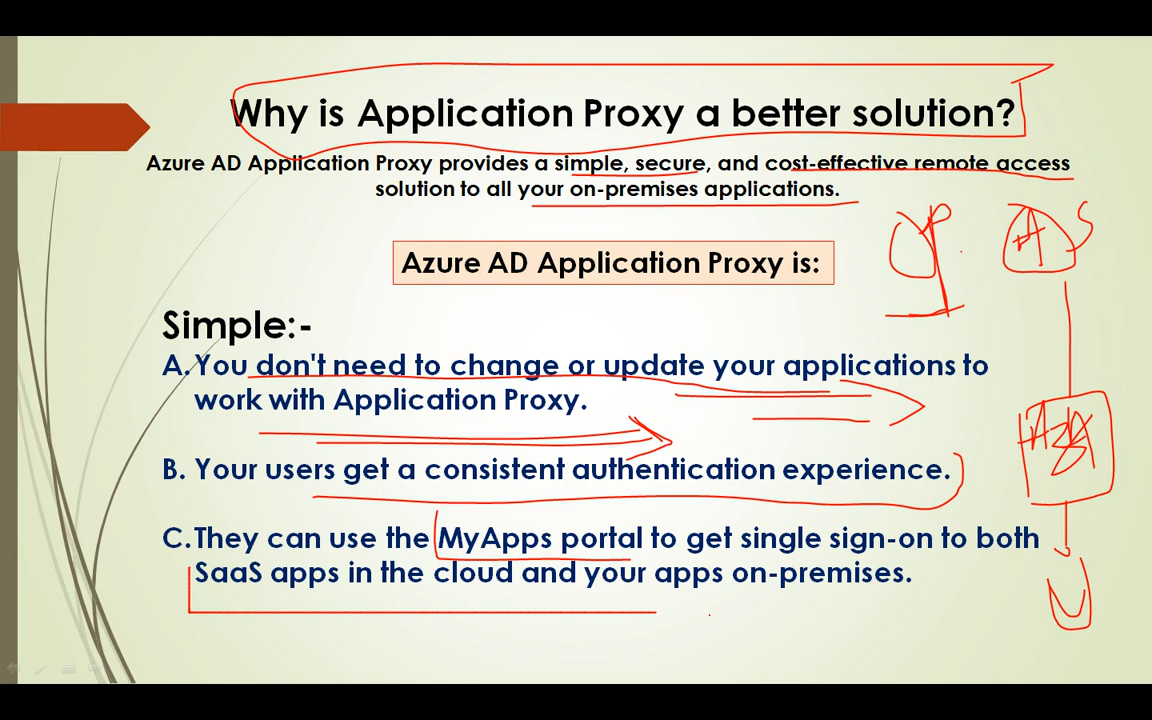 Why is Application Proxy a better solution?
Azure AD Application Proxy provides a simple, secure, and cost-effective remote access
solution to all your on-premises applications.
Azure AD Application Proxy is:
Simple:-
A.You don't need to change or update your applications to
work with Application Proxy.
B. Your users get a consistent authentication experience.
C.They can use the MyApps portal to get single sign-on to both
SaaS apps in the cloud and your apps on-premises.